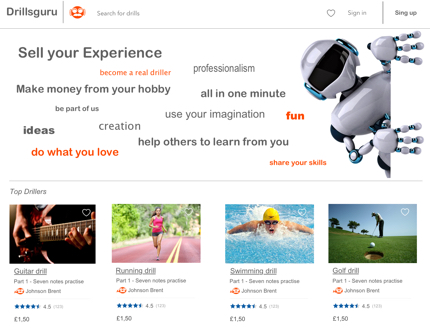 Drillsguru
Search for drills
Sign in
Sing up
Sell your Experience
become a real driller
professionalism
Make money from your hobby
all in one minute
be part of us
use your imagination
fun
ideas
creation
help others to learn from you
do what you love
share your skills
Top Drillers
Guitar drill
Part 1 - Seven notes practise
Johnson Brent
4.5 (123)
£1,50
Running drill
Part 1 - Seven notes practise
Johnson Brent
4.5 (123)
£1,50
Swimming drill
Part 1 - Seven notes practise
Johnson Brent
4.5 (123)
£1,50
Golf drill
Part 1 - Seven notes practise
Johnson Brent
4.5 (123)
£1,50